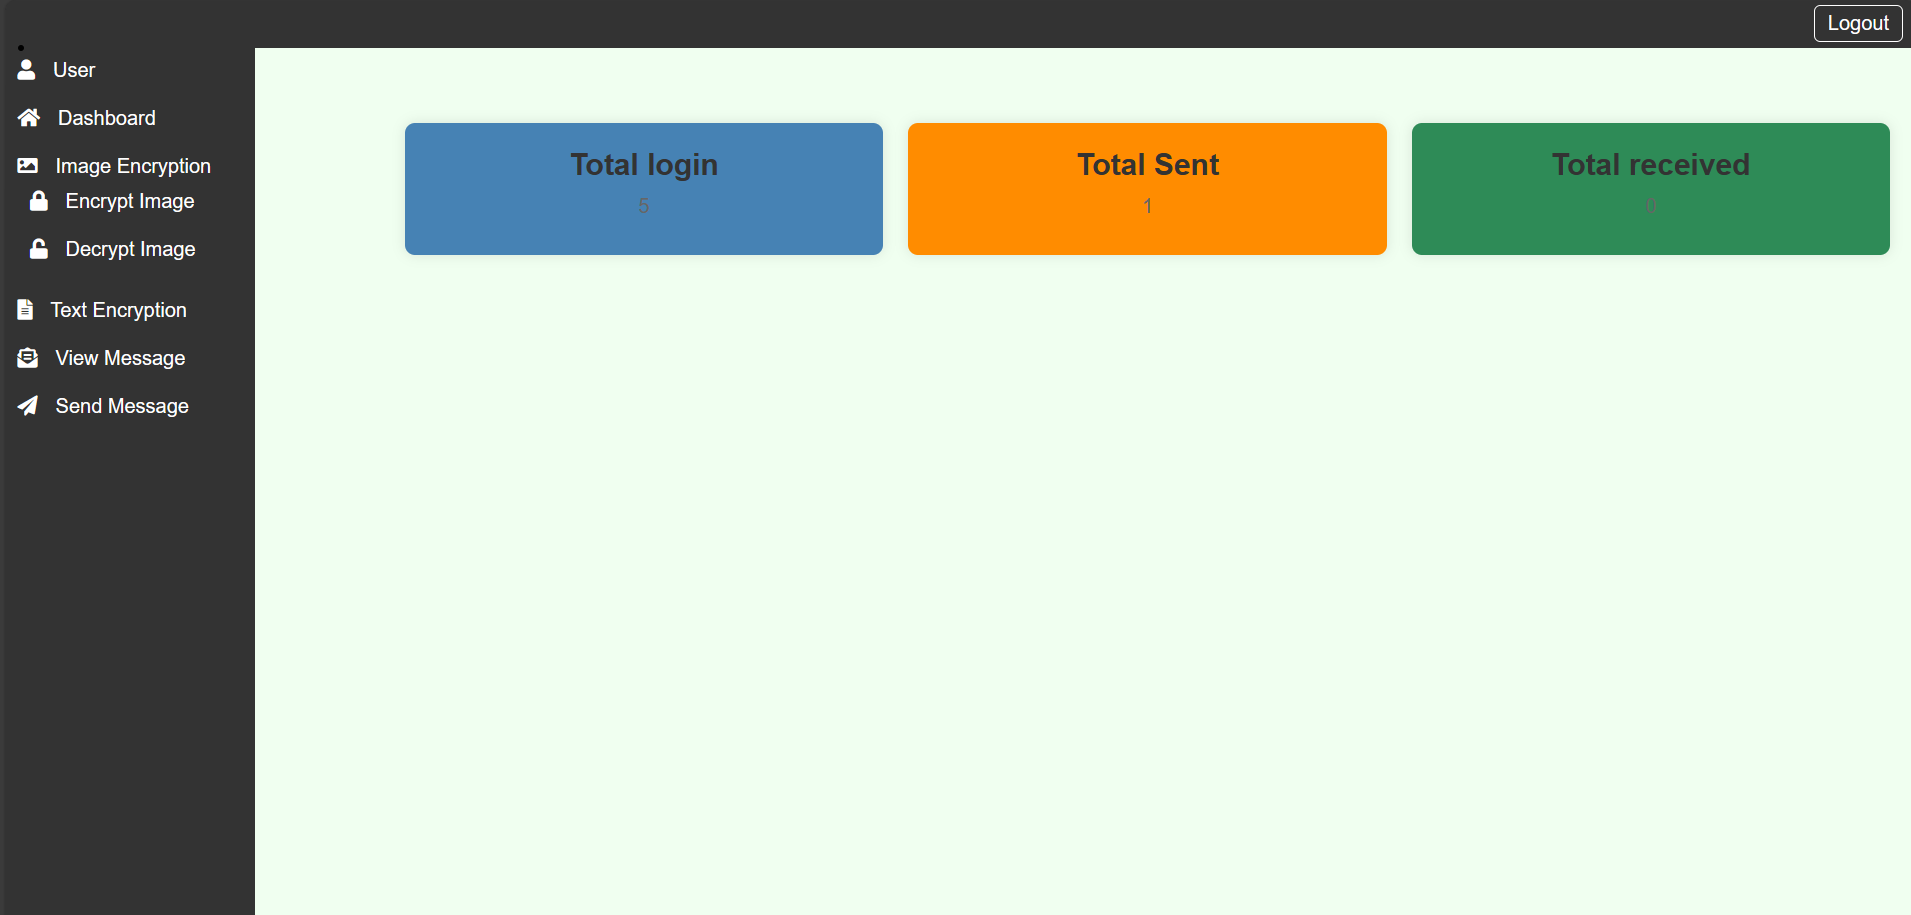 Logout
User
Dashboard
Image Encryption
Encrypt Image
Decrypt Image
Text Encryption
View Message
Send Message
Total login
5
Total Sent
1
Total received
0